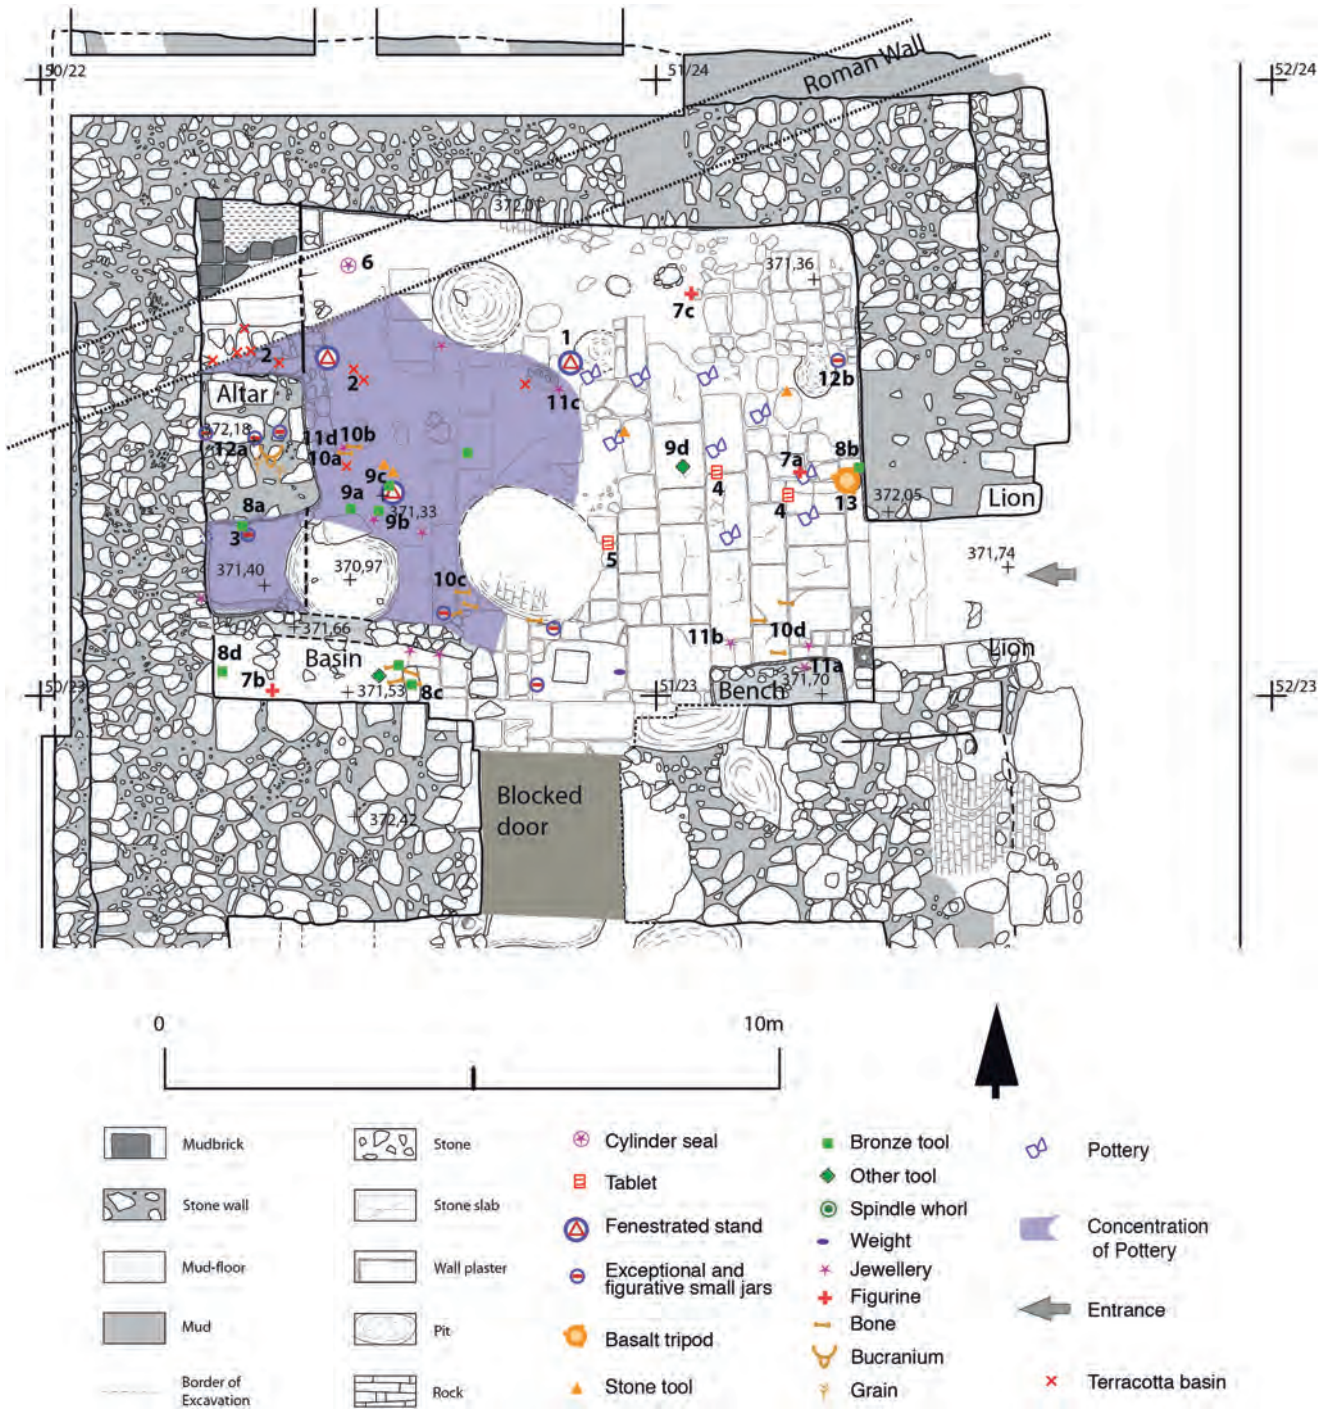 50/22
51/24
52/24
Roman Wall
372,01
6
371,36
7c
1
2
2
12b
Altar
11c
372,18
12a
11d
10b
10a
9c
9d
4
7a
8b
4
13
372,05
Lion
8a
9a
371,33
9b
3
5
371,74
371,40
370,97
10c
371,66
11b
10d
Lion
8d
Basin
7b
371,53
8c
11a
371,70
Bench
50/23
51/23
52/23
Blocked
door
372,42
0
10m
Mudbrick
Stone wall
Mud-floor
Mud
Border of
Excavation
Stone
Stone slab
Wall plaster
Pit
Rock
Cylinder seal
Tablet
Fenestrated stand
Exceptional and
figurative small jars
Basalt tripod
Stone tool
Bronze tool
Other tool
Spindle whorl
Weight
Jewellery
Figurine
Bone
Bucranium
Grain
Pottery
Concentration
of Pottery
Entrance
Terracotta basin